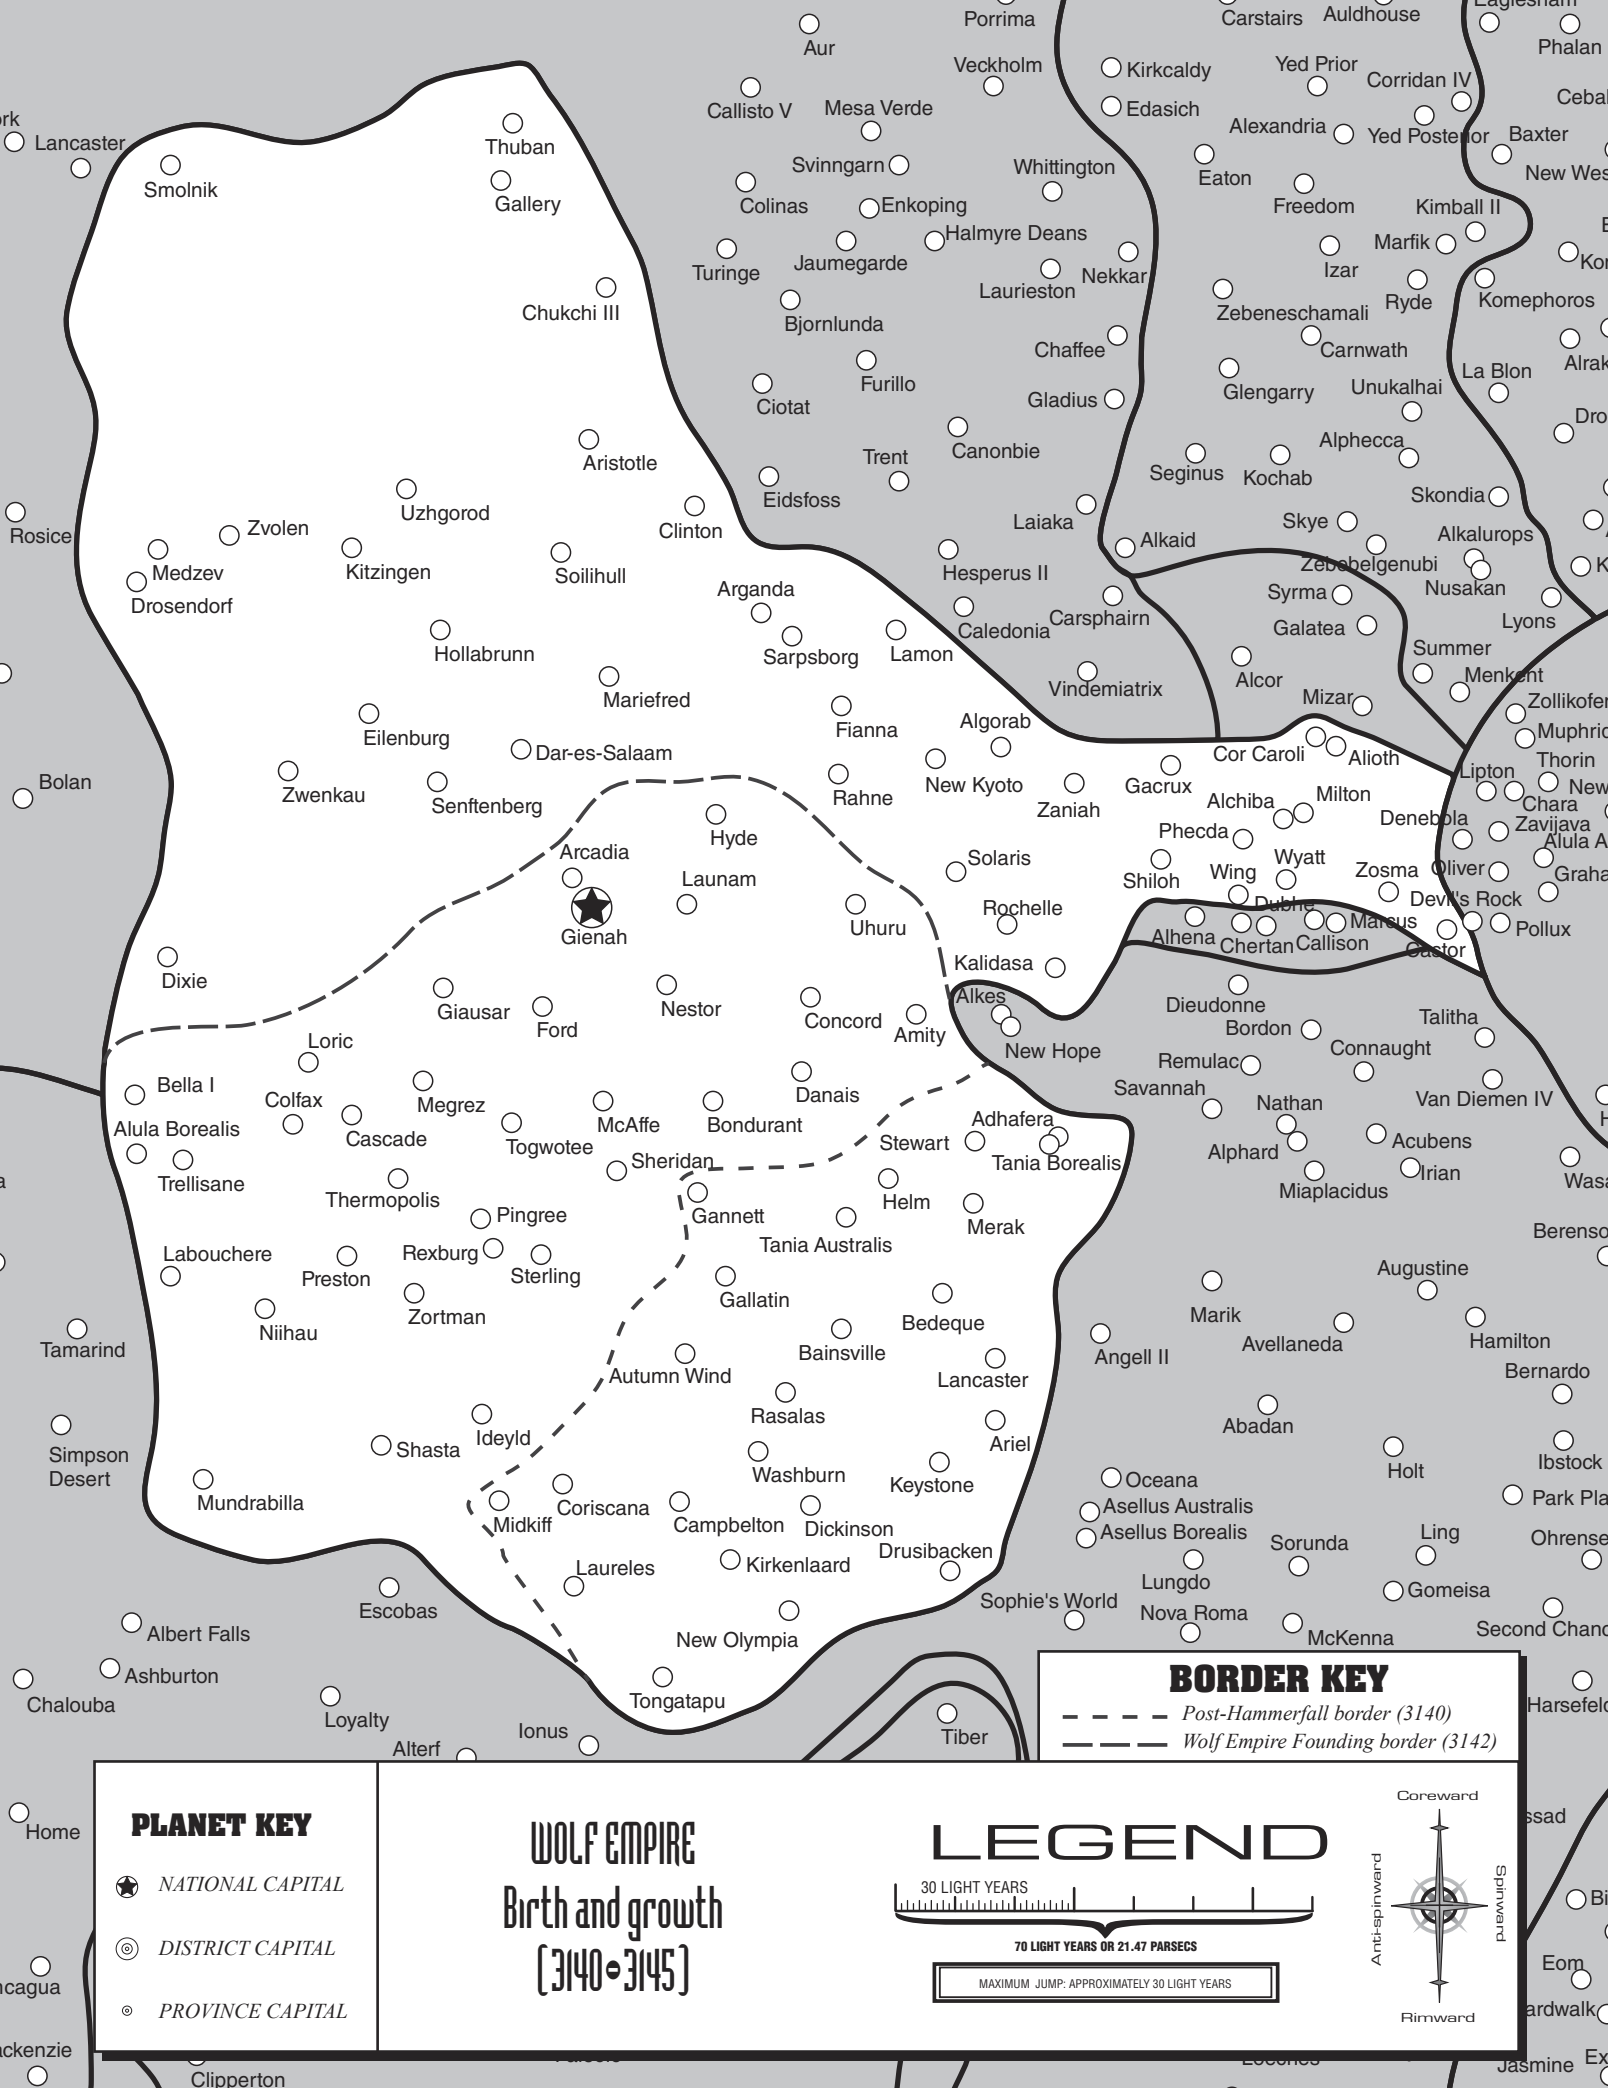 Eaglesham
Porrima
Carstairs
Auldhouse
Aur
Phalan
Veckholm
Kirkcaldy
Yed Prior
Corridan IV
Callisto V
Mesa Verde
Edasich
Alexandria
Yed Posterior
Baxter
Lancaster
Thuban
Smolnik
Svinngarn
Whittington
Eaton
Gallery
Colinas
Enkoping
Freedom
Kimball II
Halmyre Deans
Marfik
Turinge
Jaumegarde
Nekkar
Izar
Laurieston
Ryde
Komephoros
Chukchi III
Bjornlunda
Zebeneschamali
Chaffee
Carnwath
Furillo
La Blon
Ciotat
Gladius
Glengarry
Unukalhai
Aristotle
Canonbie
Alphecca
Trent
Seginus
Kochab
Uzhgorod
Eidsfoss
Skondia
Clinton
Laiaka
Skye
Rosice
Zvolen
Alkaid
Alkalurops
Medzev
Kitzingen
Soilihull
Hesperus II
Zebebelgenubi
Nusakan
Drosendorf
Arganda
Syrma
Carsphairn
Lyons
Hollabrunn
Sarpsborg
Lamon
Caledonia
Galatea
Summer
Mariefred
Vindemiatrix
Alcor
Menkent
Mizar
Eilenburg
Fianna
Algorab
Zollikofen
Dar-es-Salaam
Cor Caroli
Alioth
Thorin
Bolan
Zwenkau
Senftenberg
Rahne
New Kyoto
Zaniah
Gacrux
Lipton
Chara
Alchiba
Milton
Denebola
Zavijava
Hyde
Phecda
Arcadia
Solaris
Wyatt
Launam
Shiloh
Wing
Zosma
Oliver
Gienah
Uhuru
Rochelle
Dubhe
Devil's Rock
Alhena
Chertan
Callison
Marcus
Castor
Pollux
Dixie
Kalidasa
Alkes
Giausar
Ford
Nestor
Concord
Amity
New Hope
Dieudonne
Bordon
Talitha
Loric
Connaught
Bella I
Remulac
Savannah
Colfax
Megrez
McAffe
Bondurant
Danais
Nathan
Van Diemen IV
Alula Borealis
Cascade
Togwotee
Stewart
Adhafera
Alphard
Acubens
Trellisane
Sheridan
Tania Borealis
Irian
Thermopolis
Miaplacidus
Pingree
Gannett
Helm
Merak
Labouchere
Rexburg
Tania Australis
Preston
Sterling
Augustine
Niihau
Zortman
Gallatin
Bedeque
Marik
Tamarind
Bainsville
Angell II
Avellaneda
Hamilton
Autumn Wind
Lancaster
Bernardo
Rasalas
Abadan
Simpson
Desert
Shasta
Ideyld
Ariel
Holt
Ibstock
Washburn
Keystone
Oceana
Mundrabilla
Midkiff
Coriscana
Campbelton
Dickinson
Asellus Australis
Asellus Borealis
Ling
Laureles
Kirkenlaard
Drusibacken
Sorunda
Lungdo
Gomeisa
Escobas
Sophie's World
Nova Roma
McKenna
Albert Falls
New Olympia
Ashburton
Chalouba
Loyalty
Tongatapu
Ionus
Alterf
Tiber
BORDER KEY
Post-Hammerfall border (3140)
Wolf Empire Founding border (3142)
Home
PLANET KEY
NATIONAL CAPITAL
DISTRICT CAPITAL
PROVINCE CAPITAL
WOLF EMPIRE
Birth and growth
(3140•3145)
LEGEND
30 LIGHT YEARS
70 LIGHT YEARS OR 21.47 PARSECS
MAXIMUM JUMP: APPROXIMATELY 30 LIGHT YEARS
Coreward
Antispinward
Spinward
Rimward
Eom
Jasmine
Clipperton